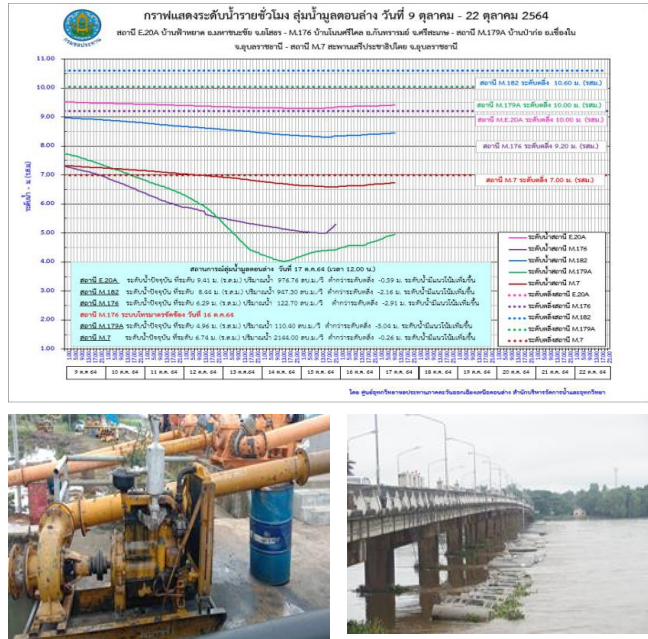 กราฟแสดงระดับน้ำรายชั่วโมง ลุ่มน้ำมูลตอนล่าง วันที่ 9 ตุลาคม - 22 ตุลาคม 2564
สถานี E.20A บ้านฟ้าหยาด อ.มหาชนะชัย จ.ยโสธร - M.176 บ้านโนนศรีไคล อ.กันทรารมย์ จ.ศรีสะเกษ - สถานี M.179A บ้านป่าก่อ อ.เขื่องใน
จ.อุบลราชธานี - สถานี M.7 สะพานเสรีประชาธิปไตย จ.อุบลราชธานี
11.00
10.00
9.00
8.00
7.00
6.00
5.00
4.00
3.00
2.00
1.00
สถานี M.182 ระดับตลิ่ง 10.60 ม. (รสม.)
สถานี M.179A ระดับตลิ่ง 10.00 ม. (รสม.)
สถานี M.E.20A ระดับตลิ่ง 10.00 ม. (รสม.)
สถานี M.176 ระดับตลิ่ง 9.20 ม. (รสม.)
สถานี M.7 ระดับตลิ่ง 7.00 ม. (รสม.)
ระดับน้ำสถานี E.20A
ระดับน้ำสถานี M.176
ระดับน้ำสถานี M.182
ระดับน้ำสถานี M.179A
ระดับน้ำสถานี M.7
ระดับตลิ่งสถานี E.20A
ระดับตลิ่งสถานี M.176
ระดับตลิ่งสถานี M.182
ระดับตลิ่งสถานี M.179A
ระดับตลิ่งสถานี M.7
สถานการณ์ลุ่มน้ำมูลตอนล่าง วันที่ 17 ต.ค.64 (เวลา 12.00 น.)
สถานี E.20A ระดับน้ำปัจจุบัน ที่ระดับ 9.41 ม. (ร.ส.ม.) ปริมาณน้ำ 976.76 ลบ.ม./วิ ต่ำกว่าระดับตลิ่ง -0.59 ม. ระดับน้ำมีแนวโน้มเพิ่มขึ้น
สถานี M.182 ระดับน้ำปัจจุบัน ที่ระดับ 8.44 ม. (ร.ส.ม.) ปริมาณน้ำ 947.30 ลบ.ม./วิ ต่ำกว่าระดับตลิ่ง -2.16 ม. ระดับน้ำมีแนวโน้มเพิ่มขึ้น
สถานี M.176 ระดับน้ำปัจจุบัน ที่ระดับ 6.29 ม. (ร.ส.ม.) ปริมาณน้ำ 122.70 ลบ.ม./วิ ต่ำกว่าระดับตลิ่ง -2.91 ม. ระดับน้ำมีแนวโน้มเพิ่มขึ้น
สถานี M.176 ระบบโทรมาตรขัดข้อง วันที่ 16 ต.ค.64
สถานี M.179A ระดับน้ำปัจจุบัน ที่ระดับ 4.96 ม. (ร.ส.ม.) ปริมาณน้ำ 110.40 ลบ.ม./วิ ต่ำกว่าระดับตลิ่ง -5.04 ม. ระดับน้ำมีแนวโน้มเพิ่มขึ้น
สถานี M.7 ระดับน้ำปัจจุบัน ที่ระดับ 6.74 ม. (ร.ส.ม.) ปริมาณน้ำ 2144.00 ลบ.ม./วิ ต่ำกว่าระดับตลิ่ง -0.26 ม. ระดับน้ำมีแนวโน้มเพิ่มขึ้น
9 ต.ค 64 10 ต.ค 64 11 ต.ค 64 12 ต.ค 64 13 ต.ค 64 14 ต.ค 64 15 ต.ค 64 16 ต.ค 64 17 ต.ค 64 18 ต.ค 64 19 ต.ค 64 20 ต.ค 64 21 ต.ค 64 22 ต.ค 64
โดย ศูนย์อุทกวิทยาชลประทานภาคตะวันออกเฉียงเหนือตอนล่าง สำนักบริหารจัดการน้ำและอุทกวิทยา